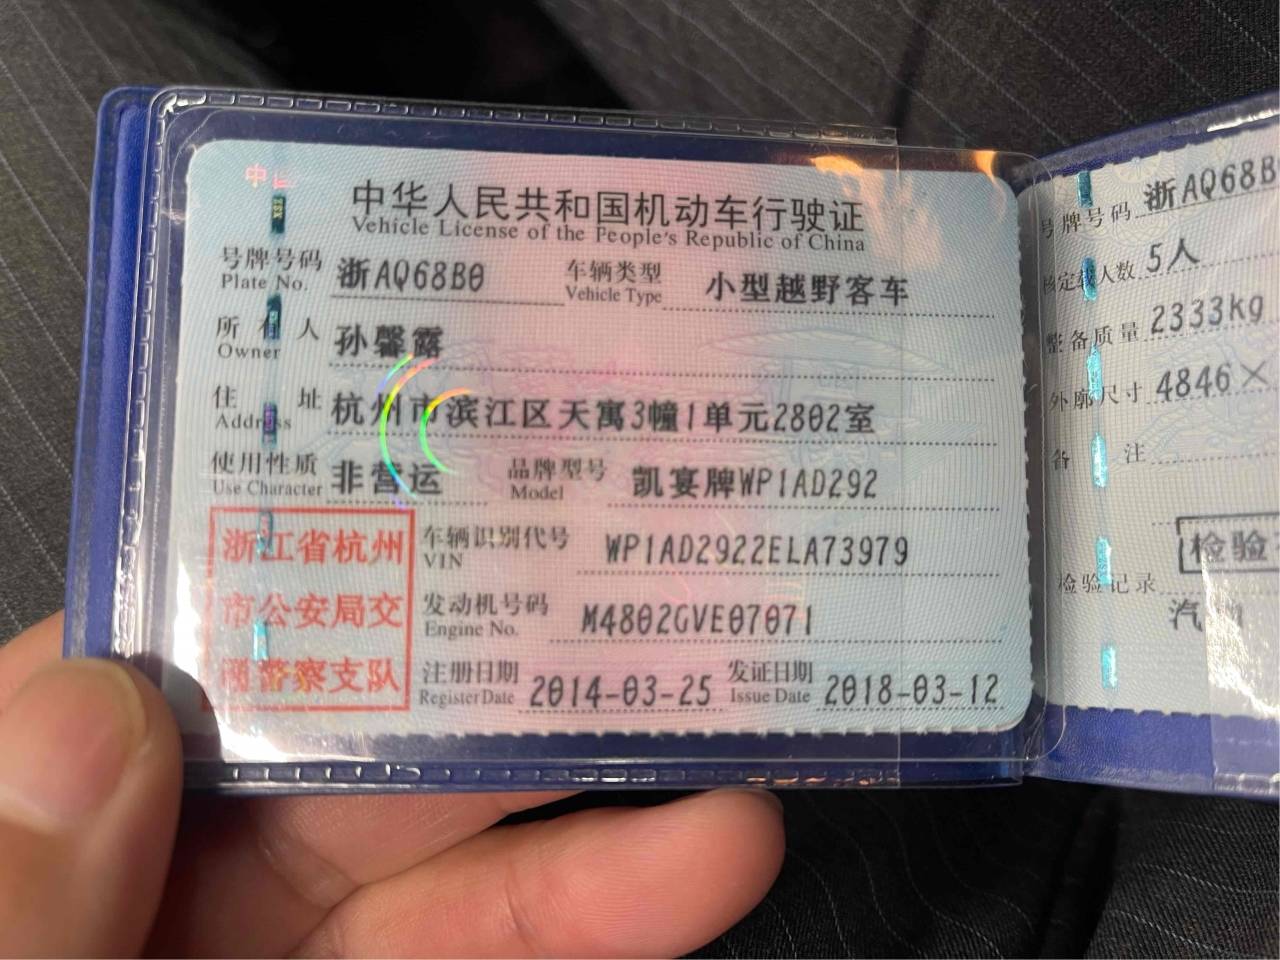 中
中华人民共和国机动车行驶证
Vehicle License of the People's Republic of China
号牌号码 浙AQ68B0 车辆类型 小型越野客车
Plate No. Vehicle Type
所有人 孙馨露
Owner
住址 杭州市滨江区天寓3幢1单元2802室
Address
使用性质 非营运 品牌型号 凯宴牌WP1AD292
Use Character Model
浙江省杭州
市公安局交
通警察支队
车辆识别代号 WP1AD2922ELA73979
VIN
发动机号码 M4802GVE07071
Engine No.
注册日期 2014-03-25 发证日期 2018-03-12
Register Date Issue Date
号牌号码 浙AQ68B
核定载人数 5人
整备质量 2333kg
外廓尺寸 4846×
备注
检验
检验记录
汽